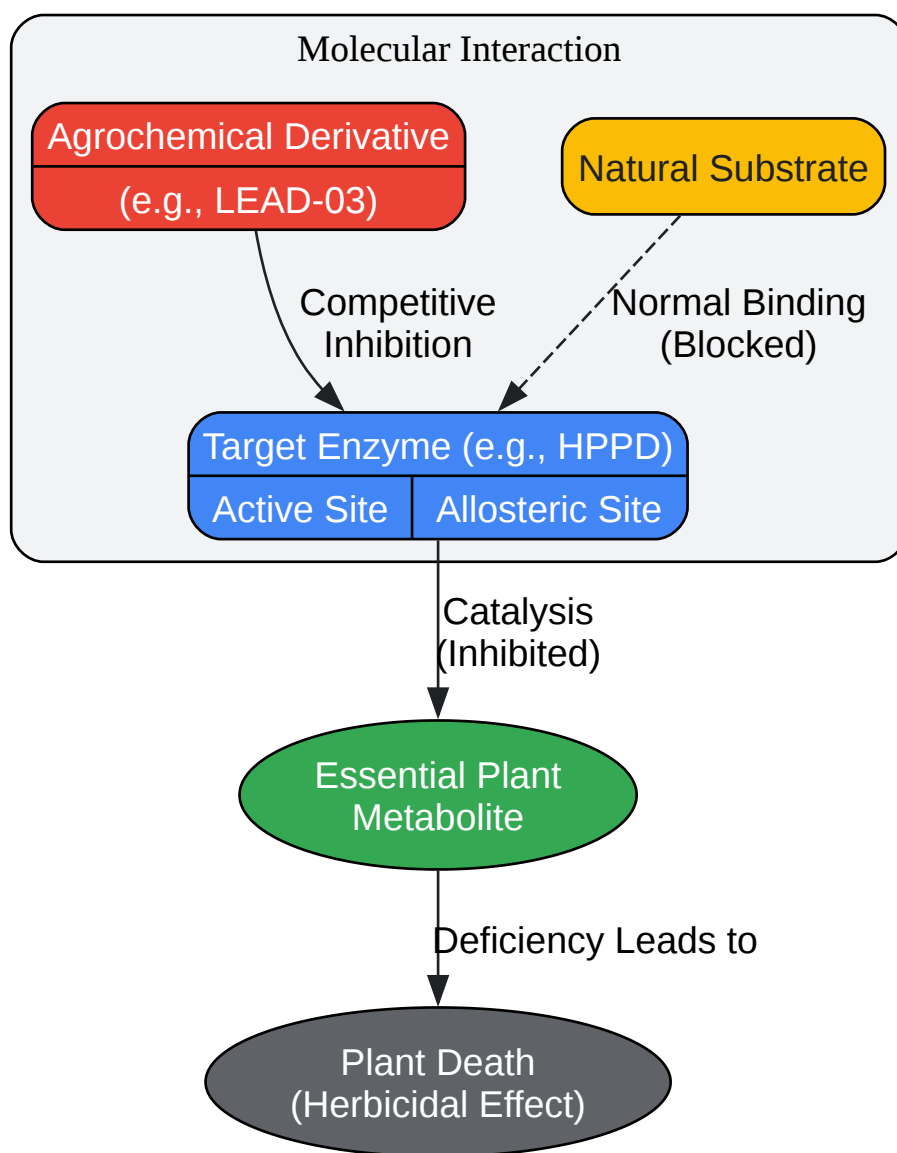 Molecular Interaction
Agrochemical Derivative
(e.g., LEAD-03)
Natural Substrate
Competitive
Inhibition
Normal Binding
(Blocked)
Target Enzyme (e.g., HPPD)
Active Site
Allosteric Site
Catalysis
(Inhibited)
Essential Plant
Metabolite
Deficiency Leads to
Plant Death
(Herbicidal Effect)